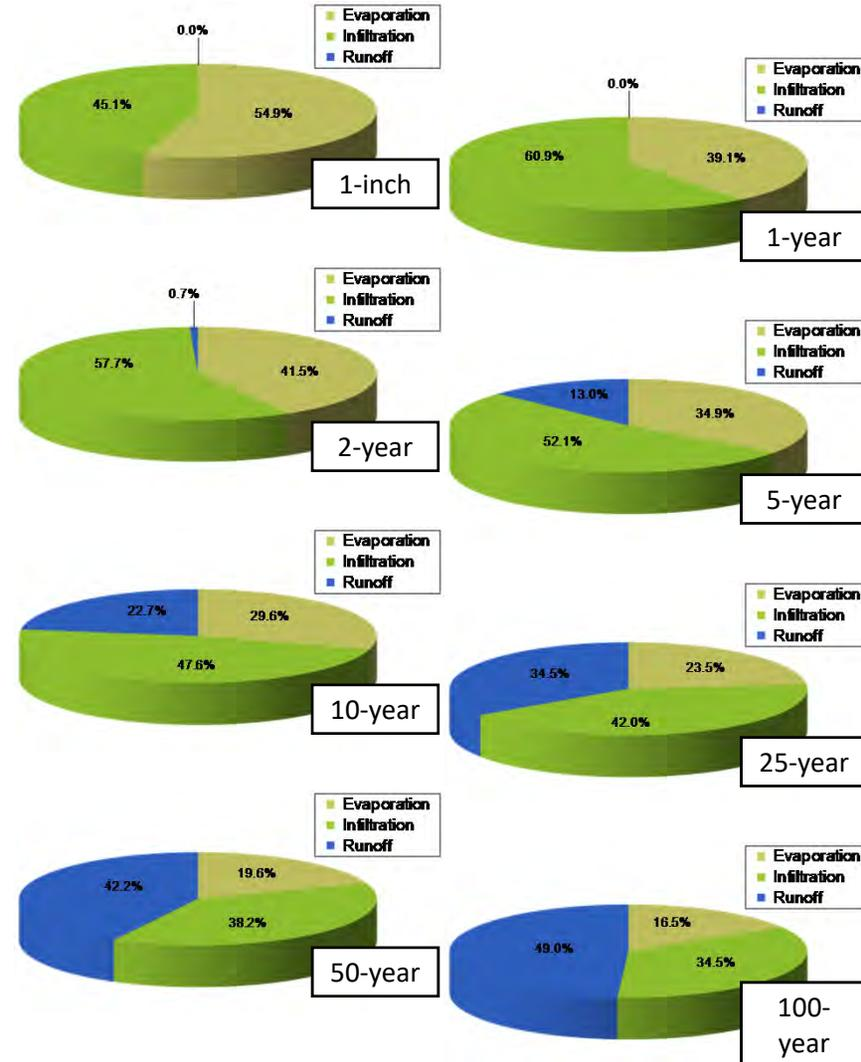 Evaporation
Infiltration
Runoff
0.0%
45.1%
54.9%
1-inch
Evaporation
Infiltration
Runoff
0.0%
60.9%
39.1%
1-year
Evaporation
Infiltration
Runoff
0.7%
57.7%
41.5%
2-year
Evaporation
Infiltration
Runoff
13.0%
34.9%
52.1%
5-year
Evaporation
Infiltration
Runoff
22.7%
29.6%
47.6%
10-year
Evaporation
Infiltration
Runoff
34.5%
23.5%
42.0%
25-year
Evaporation
Infiltration
Runoff
42.2%
19.6%
38.2%
50-year
Evaporation
Infiltration
Runoff
49.0%
16.5%
34.5%
100-
year